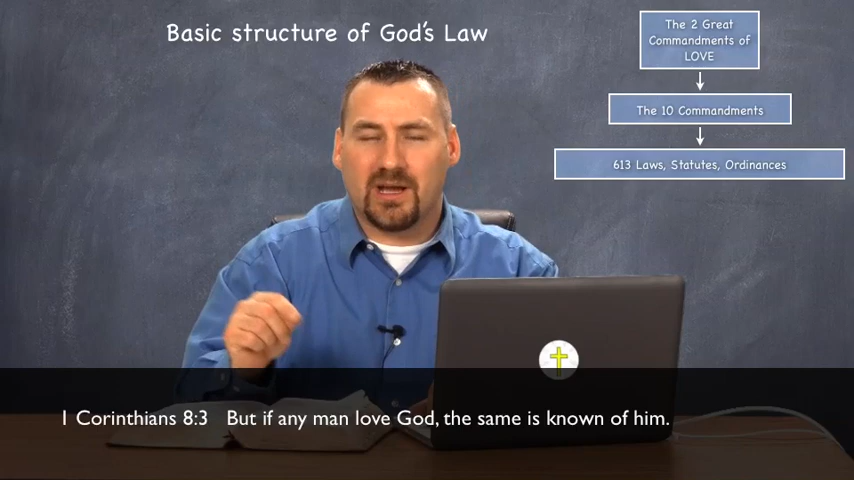 Basic structure of God's Law
The 2 Great
Commandments of
LOVE
The 10 Commandments
613 Laws, Statutes, Ordinances
1 Corinthians 8:3 But if any man love God, the same is known of him.